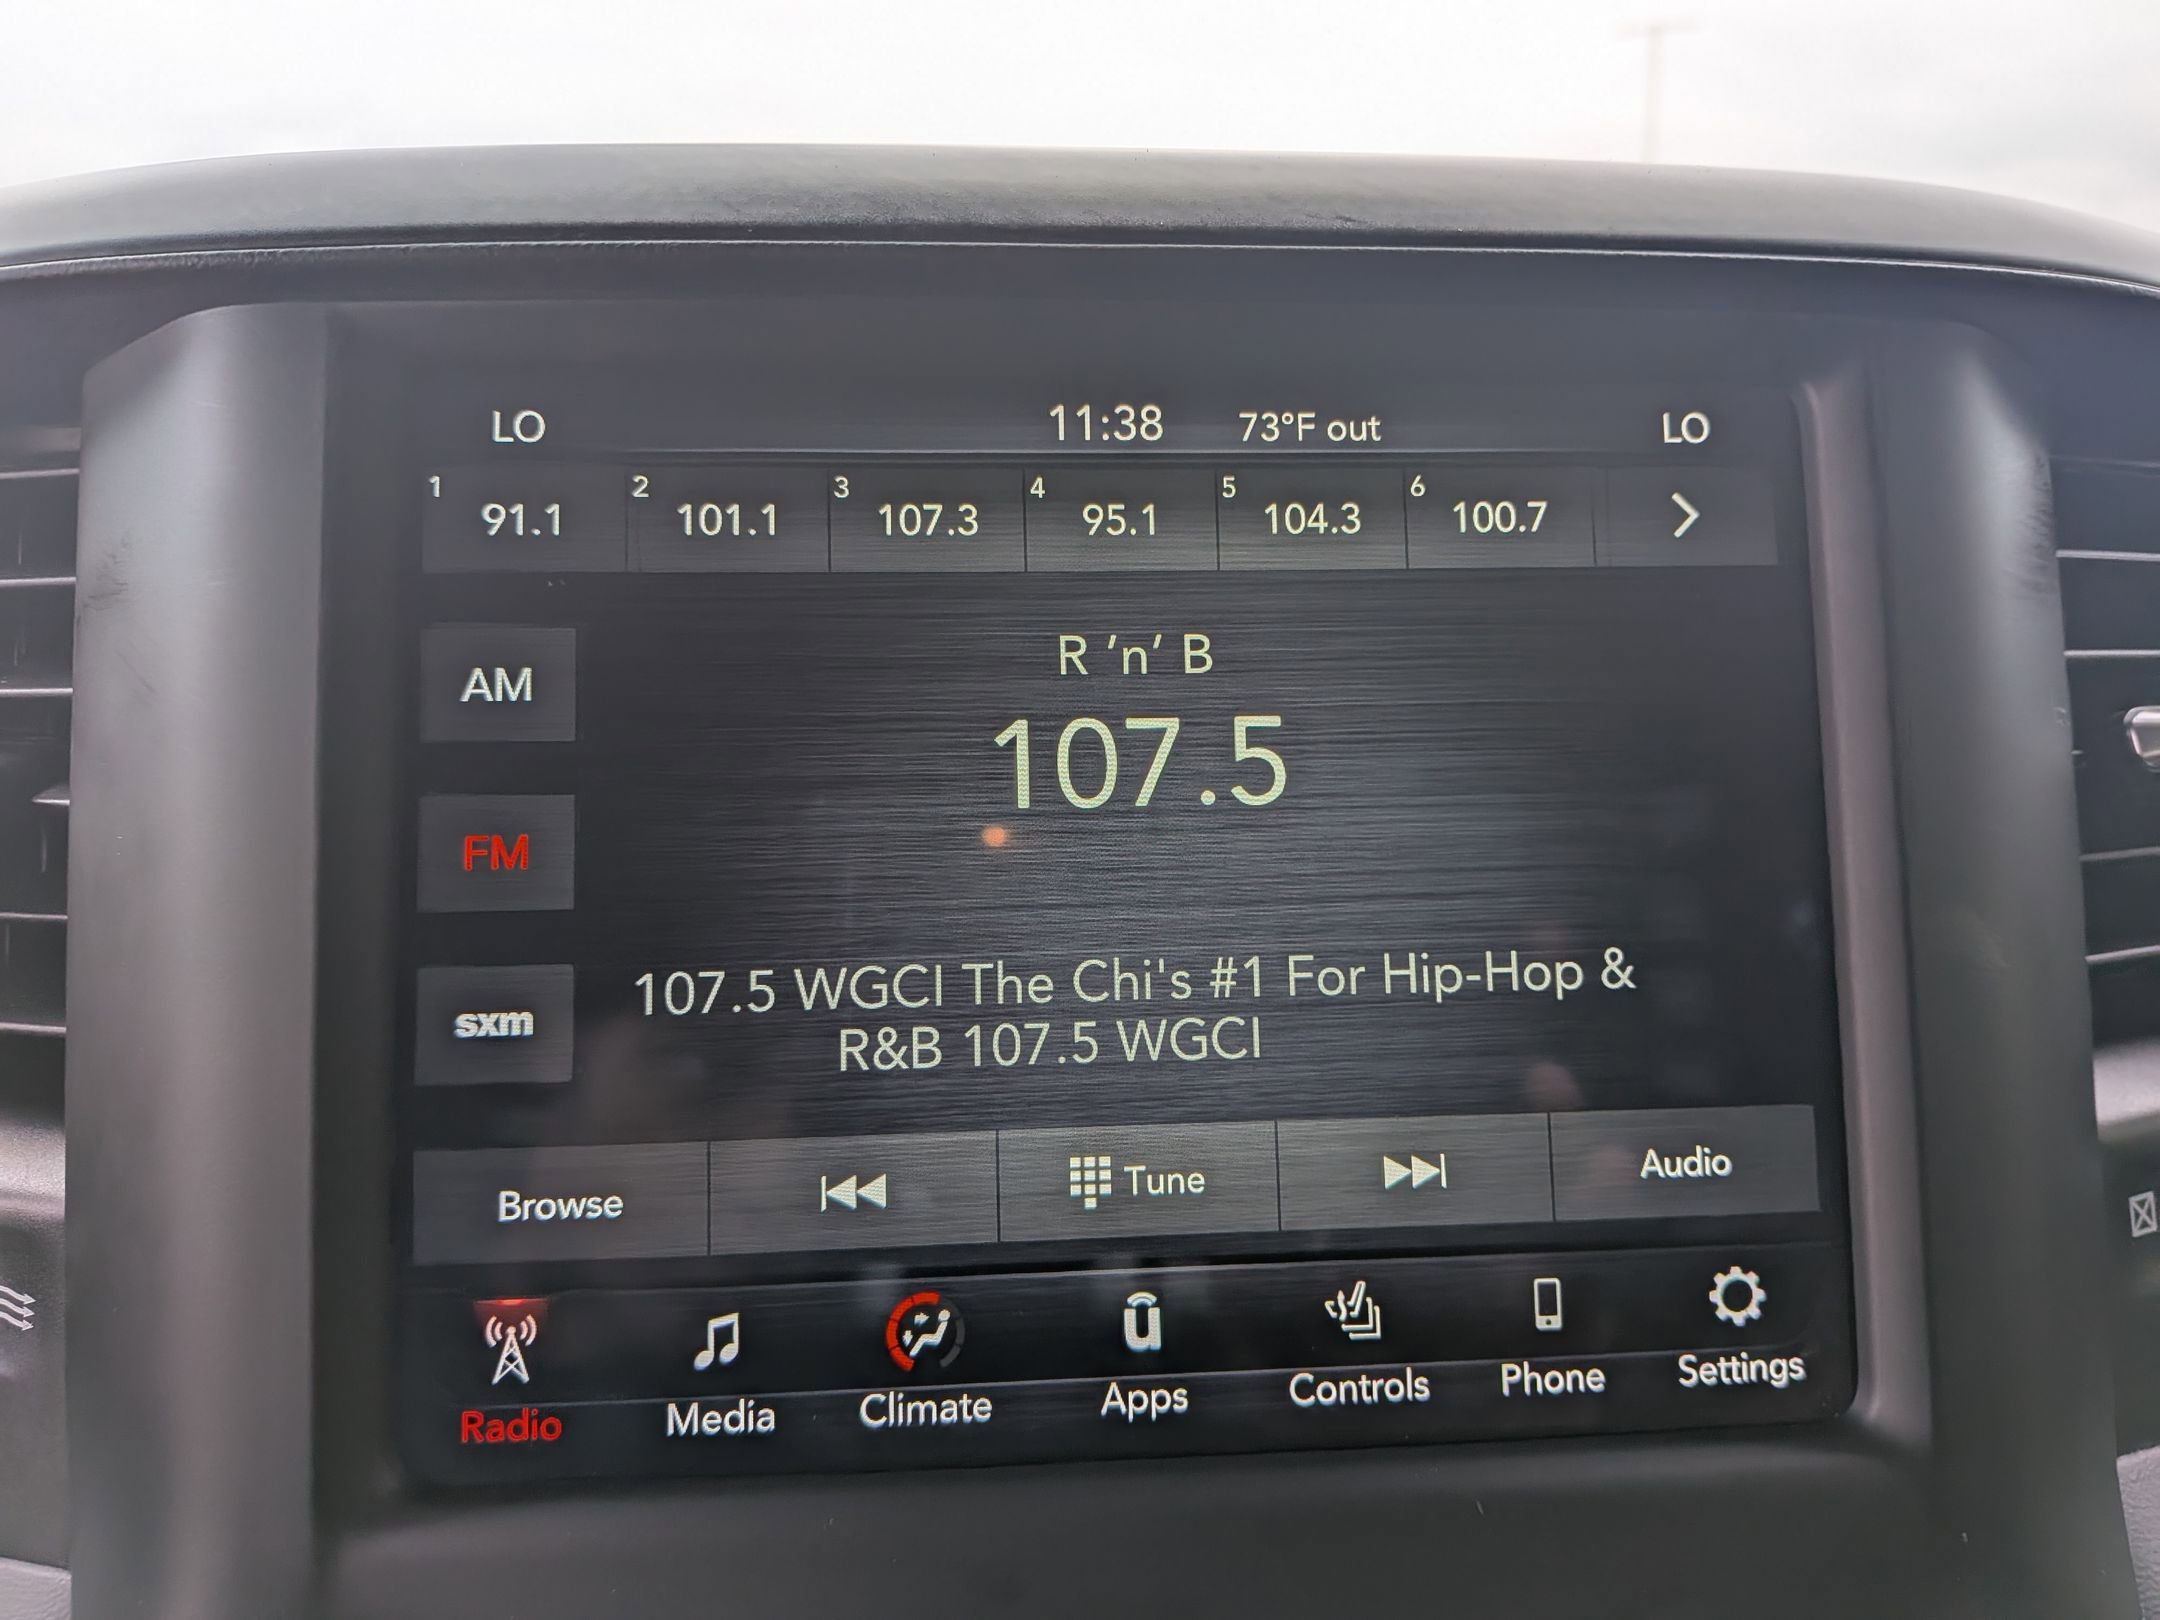 LO 11:38 73°F out LO
1 91.1 2 101.1 3 107.3 4 95.1 5 104.3 6 100.7
AM
R 'n' B
107.5
FM
107.5 WGCI The Chi's #1 For Hip-Hop &
R&B 107.5 WGCI
sxm
Browse Tune Audio
Radio Media Climate Apps Controls Phone Settings